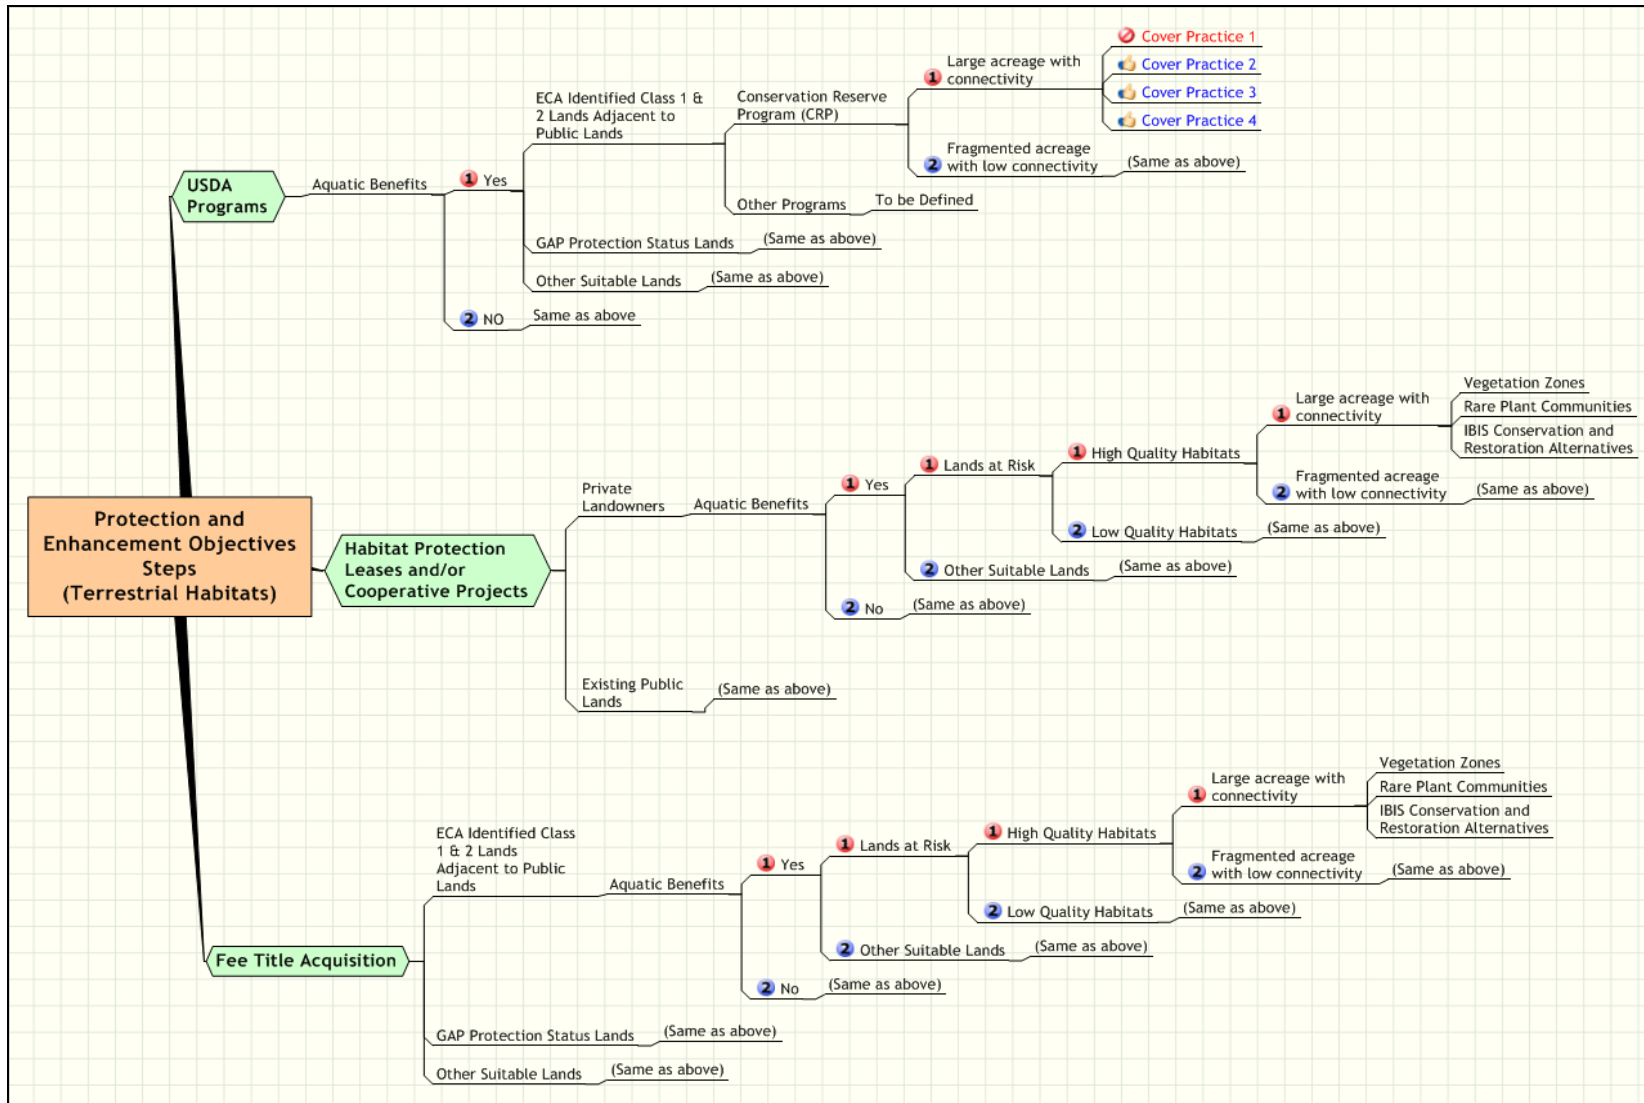 Cover Practice 1
Cover Practice 2
Cover Practice 3
Cover Practice 4
1 Large acreage with
connectivity
ECA Identified Class 1 &
2 Lands Adjacent to
Public Lands
Conservation Reserve
Program (CRP)
2 Fragmented acreage
with low connectivity
(Same as above)
USDA
Programs
Aquatic Benefits
1 Yes
Other Programs
To be Defined
GAP Protection Status Lands
(Same as above)
Other Suitable Lands
(Same as above)
2 NO
Same as above
Protection and
Enhancement Objectives
Steps
(Terrestrial Habitats)
Habitat Protection
Leases and/or
Cooperative Projects
Private
Landowners
Aquatic Benefits
1 Yes
1 Lands at Risk
1 High Quality Habitats
1 Large acreage with
connectivity
Vegetation Zones
Rare Plant Communities
IBIS Conservation and
Restoration Alternatives
2 Fragmented acreage
with low connectivity
(Same as above)
2 Low Quality Habitats
(Same as above)
2 Other Suitable Lands
(Same as above)
2 No
(Same as above)
Existing Public
Lands
(Same as above)
Fee Title Acquisition
ECA Identified Class
1 & 2 Lands
Adjacent to Public
Lands
Aquatic Benefits
1 Yes
1 Lands at Risk
1 High Quality Habitats
1 Large acreage with
connectivity
Vegetation Zones
Rare Plant Communities
IBIS Conservation and
Restoration Alternatives
2 Fragmented acreage
with low connectivity
(Same as above)
2 Low Quality Habitats
(Same as above)
2 Other Suitable Lands
(Same as above)
2 No
(Same as above)
GAP Protection Status Lands
(Same as above)
Other Suitable Lands
(Same as above)